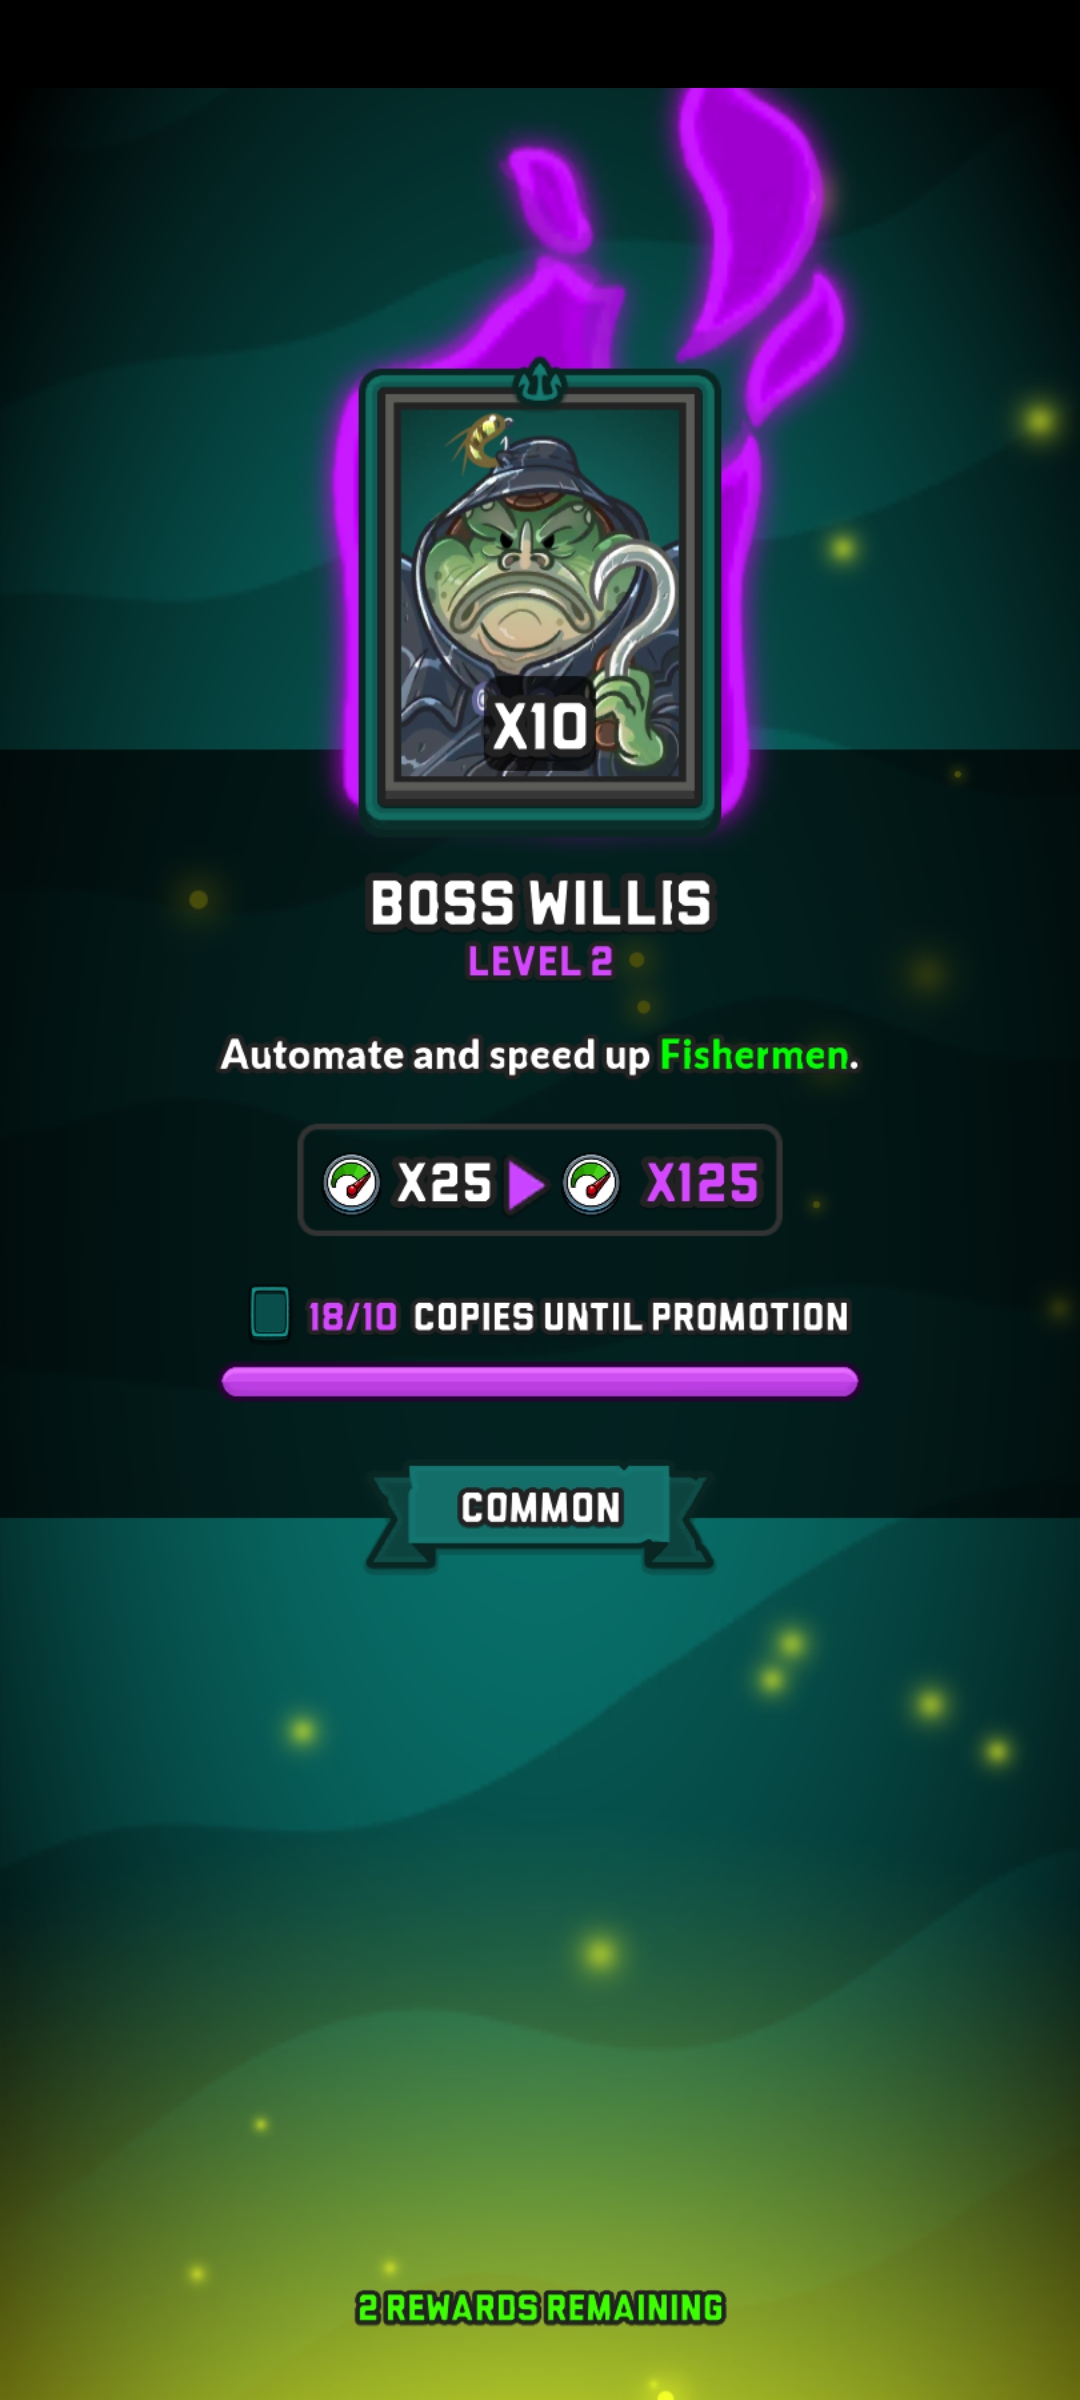 X10
BOSS WILLIS
LEVEL 2
Automate and speed up Fishermen.
X25 X125
18/10 COPIES UNTIL PROMOTION
COMMON
2 REWARDS REMAINING